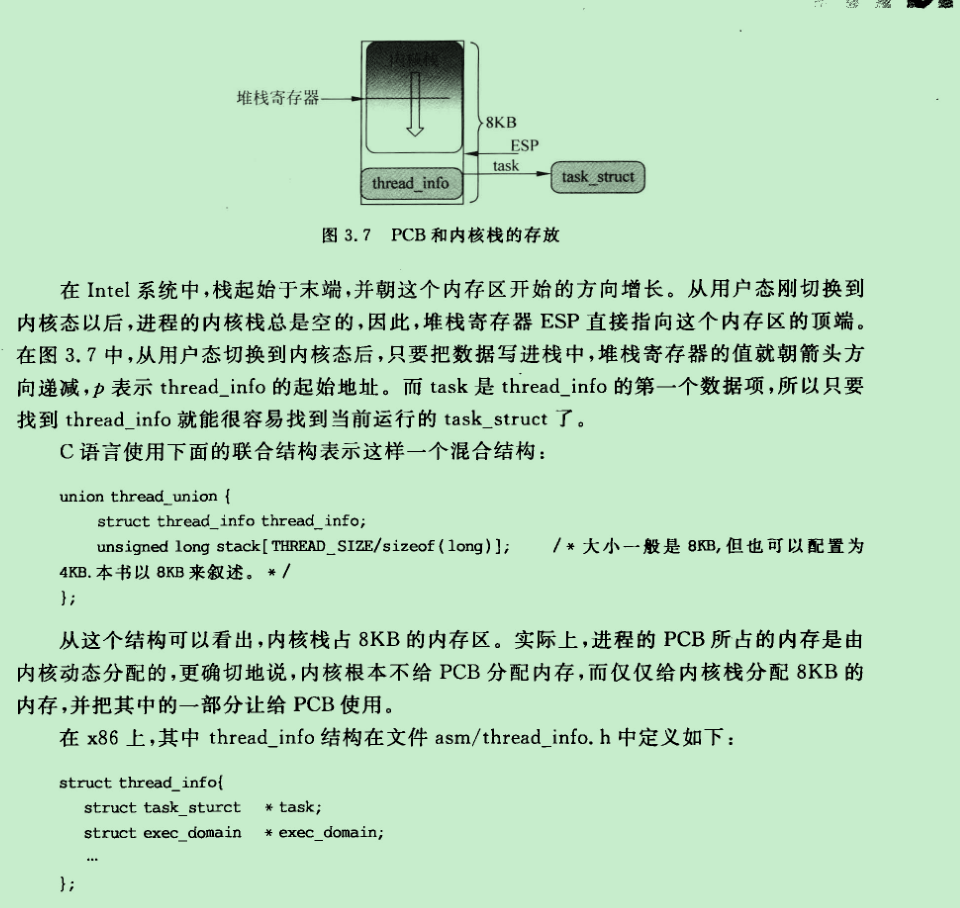 内核栈
堆栈寄存器
8KB
ESP
task
thread_info
task_struct
图 3.7 PCB 和内核栈的存放
在 Intel 系统中,栈起始于末端,并朝这个内存区开始的方向增长。从用户态刚切换到
内核态以后,进程的内核栈总是空的,因此,堆栈寄存器 ESP 直接指向这个内存区的顶端。
在图 3.7 中,从用户态切换到内核态后,只要把数据写进栈中,堆栈寄存器的值就朝箭头方
向递减,p 表示 thread_info 的起始地址。而 task 是 thread_info 的第一个数据项,所以只要
找到 thread_info 就能很容易找到当前运行的 task_struct 了。
C 语言使用下面的联合结构表示这样一个混合结构:
union thread_union {
struct thread_info thread_info;
unsigned long stack[THREAD_SIZE/sizeof(long)]; /* 大小一般是 8KB,但也可以配置为
4KB.本书以 8KB 来叙述。*/
};
从这个结构可以看出,内核栈占 8KB 的内存区。实际上,进程的 PCB 所占的内存是由
内核动态分配的,更确切地说,内核根本不给 PCB 分配内存,而仅仅给内核栈分配 8KB 的
内存,并把其中的一部分让给 PCB 使用。
在 x86 上,其中 thread_info 结构在文件 asm/thread_info.h 中定义如下:
struct thread_info{
struct task_sturct * task;
struct exec_domain * exec_domain;
…
};